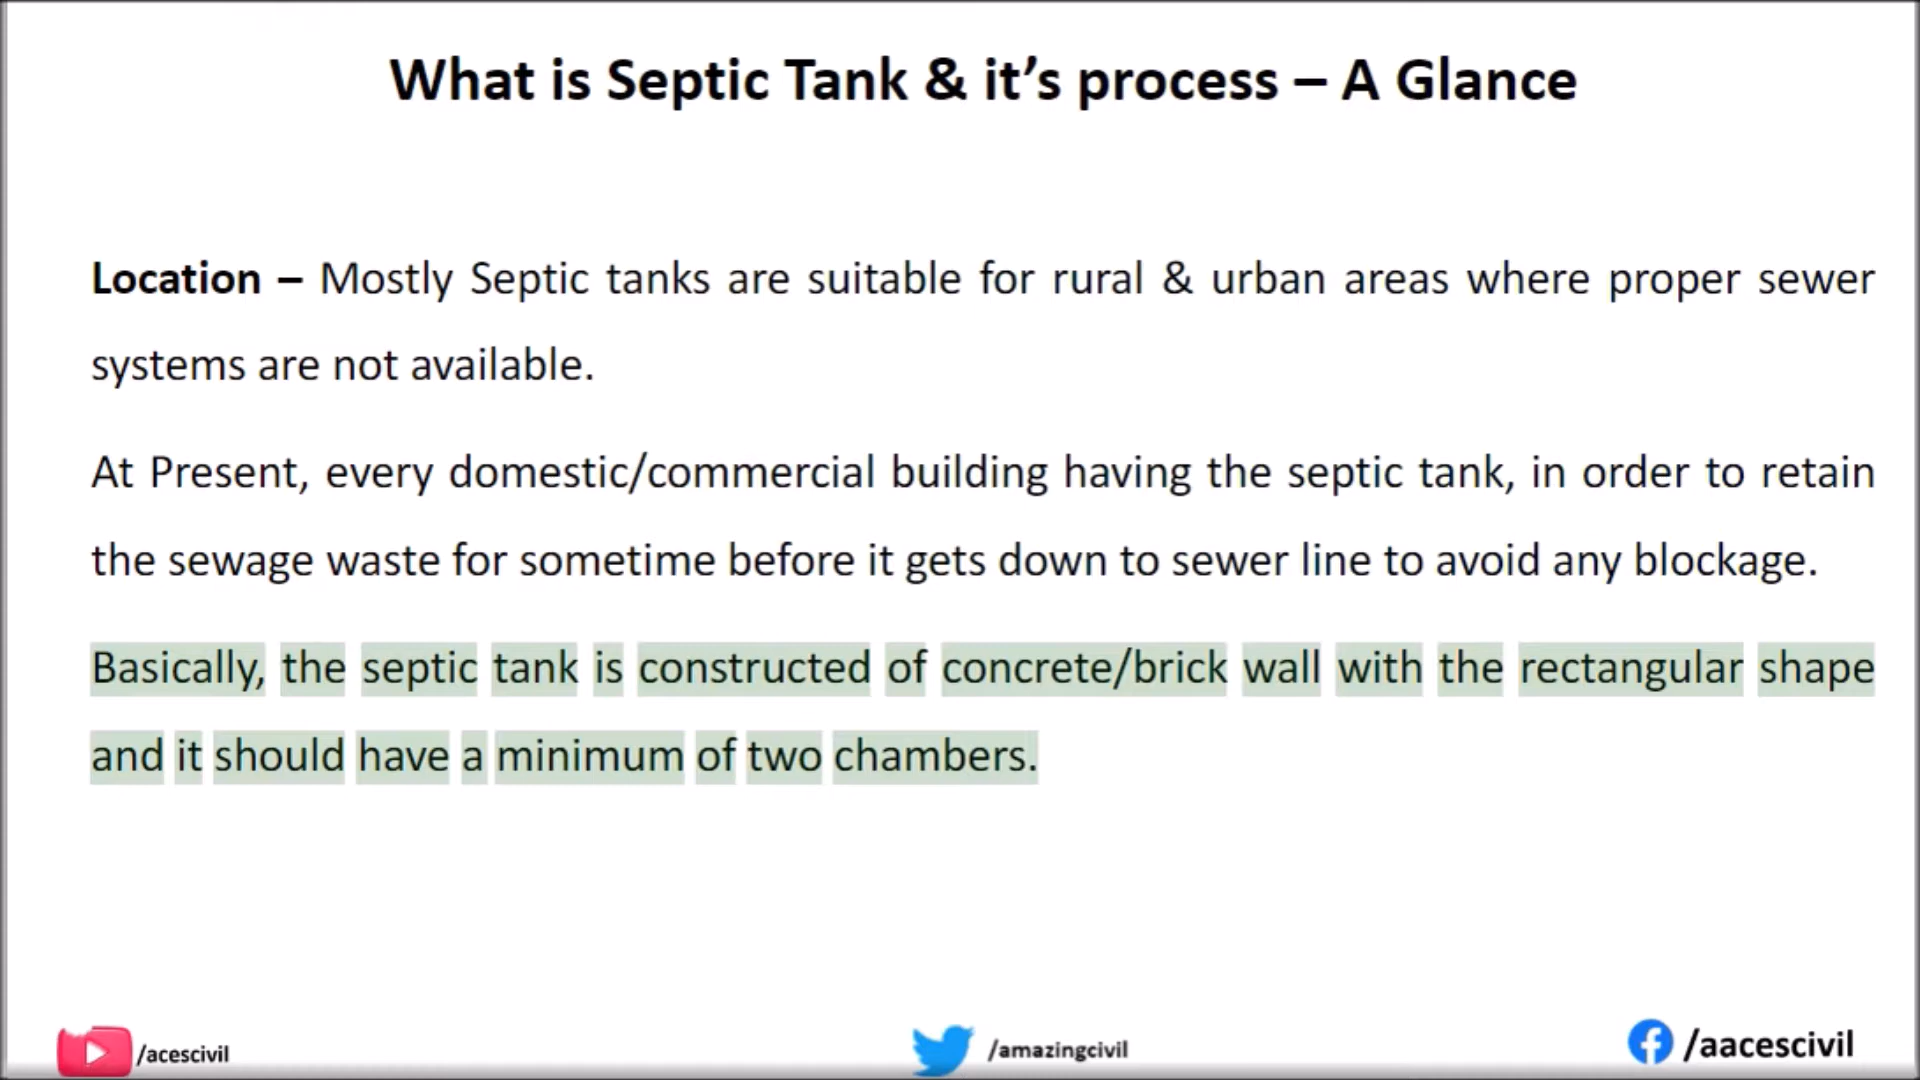 What is Septic Tank & it’s process – A Glance
Location – Mostly Septic tanks are suitable for rural & urban areas where proper sewer
systems are not available.
At Present, every domestic/commercial building having the septic tank, in order to retain
the sewage waste for sometime before it gets down to sewer line to avoid any blockage.
Basically, the septic tank is constructed of concrete/brick wall with the rectangular shape
and it should have a minimum of two chambers.
/acescivil
/amazingcivil
/aacescivil